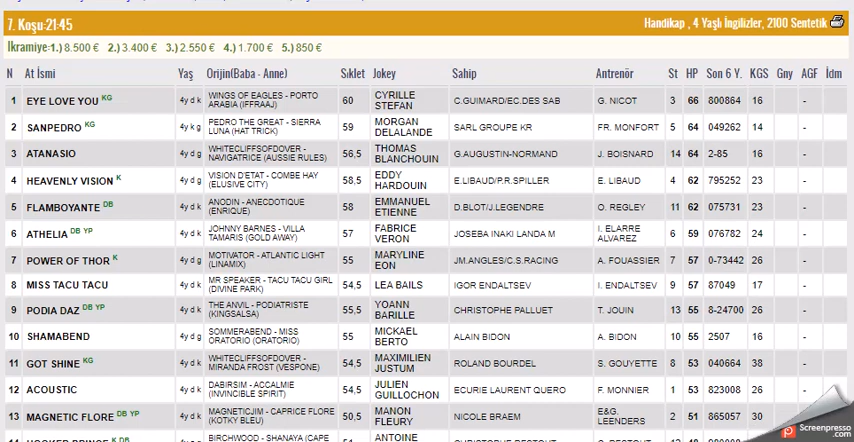 7. Koşu:21:45 Handikap , 4 Yaşlı İngilizler, 2100 Sentetik
İkramiye:1.) 8.500 € 2.) 3.400 € 3.) 2.550 € 4.) 1.700 € 5.) 850 €
N At İsmi Yaş Orijin(Baba - Anne) Sıklet Jokey Sahip Antrenör St HP Son 6 Y. KGS Gny AGF İdm
1 EYE LOVE YOU KG 4y d k WINGS OF EAGLES - PORTO ARABIA (IFFRAAJ) 60 CYRILLE STEFAN C.GUIMARD/EC.DES SAB G. NICOT 3 66 800864 16 -
2 SANPEDRO KG 4y k g PEDRO THE GREAT - SIERRA LUNA (HAT TRICK) 59 MORGAN DELALANDE SARL GROUPE KR FR. MONFORT 5 64 049262 14 -
3 ATANASIO 4y d g WHITECLIFFSOFDOVER - NAVIGATRICE (AUSSIE RULES) 56,5 THOMAS BLANCHOUIN G.AUGUSTIN-NORMAND J. BOISNARD 14 64 2-85 16 -
4 HEAVENLY VISION K 4y d g VISION D'ETAT - COMBE HAY (ELUSIVE CITY) 58,5 EDDY HARDOUIN E.LIBAUD/P.R.SPILLER E. LIBAUD 4 62 795252 23 -
5 FLAMBOYANTE DB 4y d k ANODIN - ANECDOTIQUE (ENRIQUE) 58 EMMANUEL ETIENNE D.BLOT/J.LEGENDRE O. REGLEY 11 62 075731 23 -
6 ATHELIA DB YP 4y d k JOHNNY BARNES - VILLA TAMARIS (GOLD AWAY) 57 FABRICE VERON JOSEBA INAKI LANDA M I. ELARRE ALVAREZ 6 59 076782 24 -
7 POWER OF THOR K 4y d g MOTIVATOR - ATLANTIC LIGHT (LINAMIX) 55 MARYLINE EON JM.ANGLES/C.S.RACING A. FOUASSIER 7 57 0-73442 26 -
8 MISS TACU TACU 4y d k MR SPEAKER - TACU TACU GIRL (DIVINE PARK) 54,5 LEA BAILS IGOR ENDALTSEV I. ENDALTSEV 9 57 87049 17 -
9 PODIA DAZ DB YP 4y d k THE ANVIL - PODIATRISTE (KINGSALSA) 55,5 YOANN BARILLE CHRISTOPHE PALLUET T. JOUIN 13 55 8-24700 26 -
10 SHAMABEND 4y d g SOMMERABEND - MISS ORATORIO (ORATORIO) 55 MICKAEL BERTO ALAIN BIDON A. BIDON 10 55 2507 16 -
11 GOT SHINE KG 4y d k WHITECLIFFSOFDOVER - MIRANDA FROST (VESPONE) 54,5 MAXIMILIEN JUSTUM ROLAND BOURDEL S. GOUYETTE 8 53 040664 38 -
12 ACOUSTIC 4y d k DABIRSIM - ACCALMIE (INVINCIBLE SPIRIT) 54,5 JULIEN GUILLOCHON ECURIE LAURENT QUERO F. MONNIER 1 53 823008 26 -
13 MAGNETIC FLORE DB YP 4y d k MAGNETICJIM - CAPRICE FLORE (KOTKY BLEU) 50,5 MANON FLEURY NICOLE BRAEM E&G. LEENDERS 2 51 865057 30 -
BIRCHWOOD - SHANAYA (CAPE ANTOINE
Screenpresso
.com